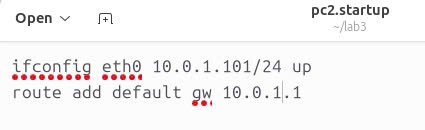 Open
pc2.startup
~/lab3
ifconfig eth0 10.0.1.101/24 up
route add default gw 10.0.1.1